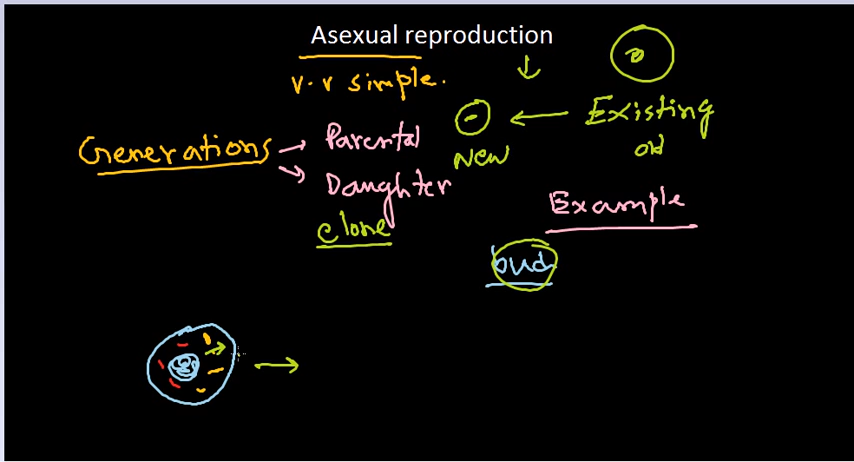 Asexual reproduction
v.v simple.
Existing
old
New
Generations
Parental
Daughter
clone
Example
bud